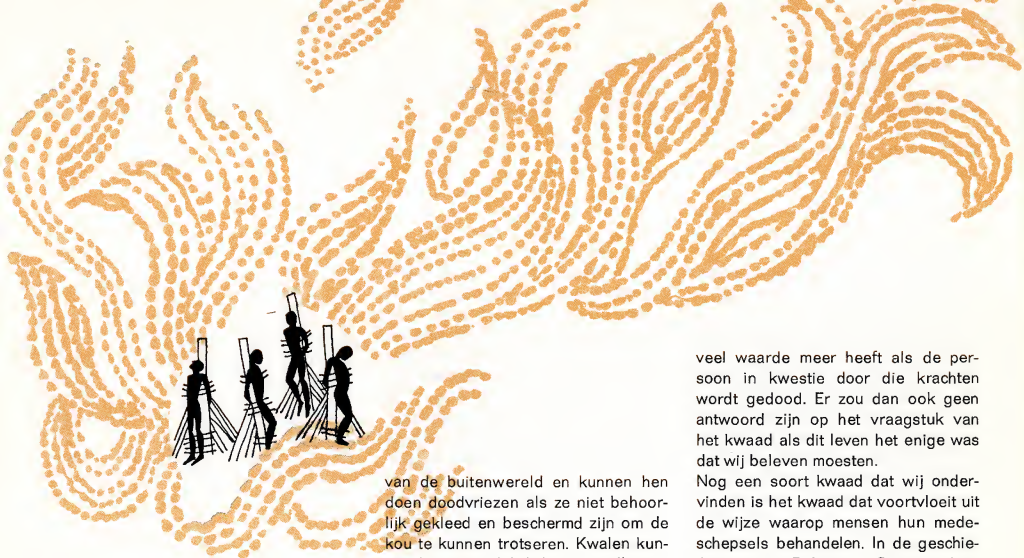 van de buitenwereld en kunnen hen
doen doodvriezen als ze niet behoor-
lijk gekleed en beschermd zijn om de
kou te kunnen trotseren. Kwalen kun-
veel waarde meer heeft als de per-
soon in kwestie door die krachten
wordt gedood. Er zou dan ook geen
antwoord zijn op het vraagstuk van
het kwaad als dit leven het enige was
dat wij beleven moesten.
Nog een soort kwaad dat wij onder-
vinden is het kwaad dat voortvloeit uit
de wijze waarop mensen hun mede-
schepsels behandelen. In de geschie-